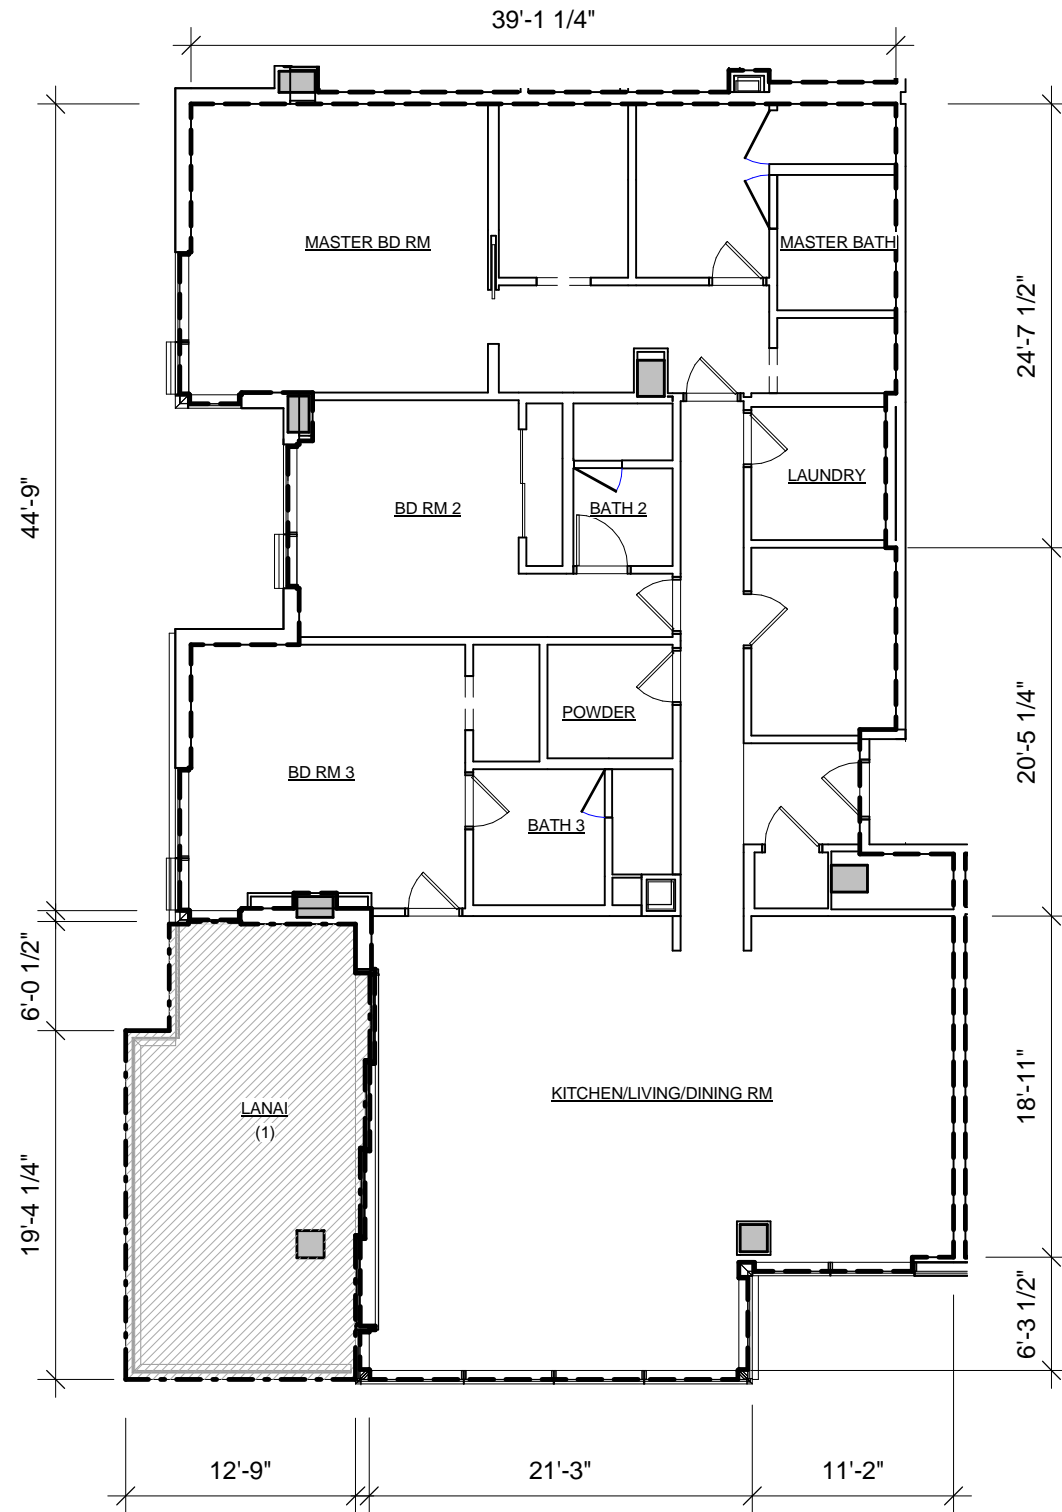 39'-1 1/4"
MASTER BD RM
MASTER BATH
24'-7 1/2"
44'-9"
LAUNDRY
BD RM 2
BATH 2
POWDER
20'-5 1/4"
BD RM 3
BATH 3
6'-0 1/2"
KITCHEN/LIVING/DINING RM
18'-11"
LANAI
(1)
19'-4 1/4"
6'-3 1/2"
12'-9"
21'-3"
11'-2"